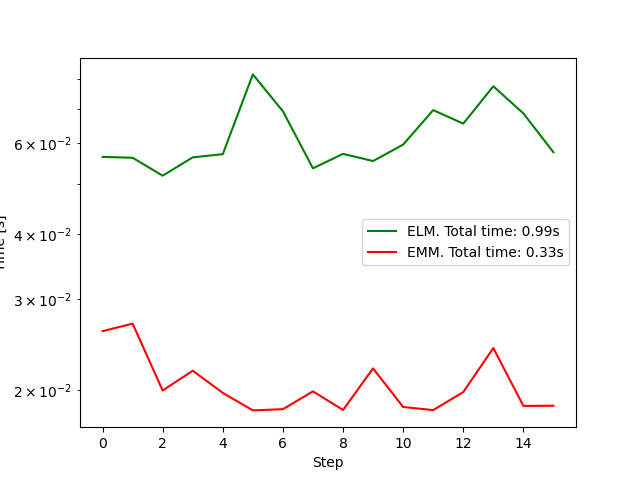 6 × 10⁻²
4 × 10⁻²
3 × 10⁻²
2 × 10⁻²
Time [s]
ELM. Total time: 0.99s
EMM. Total time: 0.33s
0 2 4 6 8 10 12 14
Step